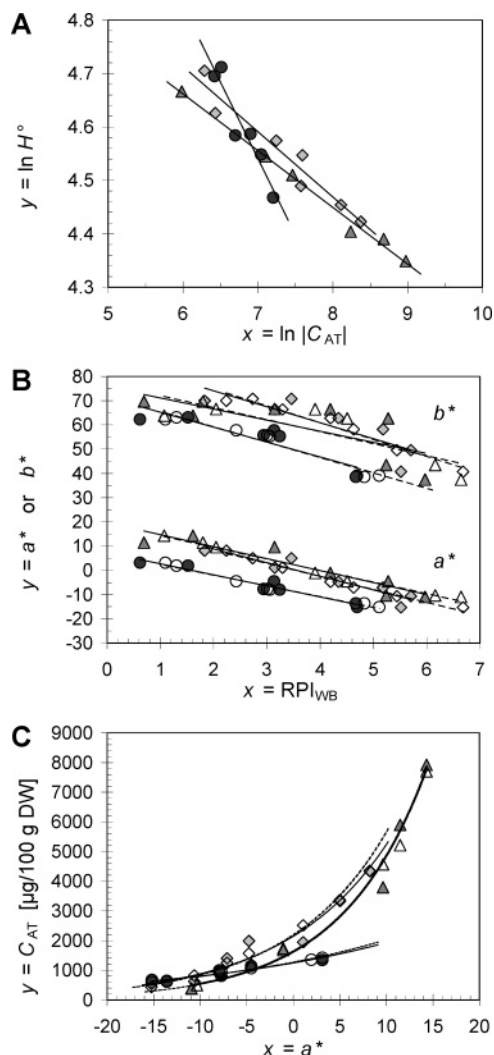 A
4.8
4.7
4.6
4.5
4.4
4.3
y = ln H°
5 6 7 8 9 10
x = ln |C_AT|
B
80
70
60
50
40
30
20
10
0
-10
-20
-30
y = a* or b*
b*
a*
0 1 2 3 4 5 6 7
x = RPI_WB
C
9000
8000
7000
6000
5000
4000
3000
2000
1000
0
y = C_AT [µg/100 g DW]
-20 -15 -10 -5 0 5 10 15 20
x = a*